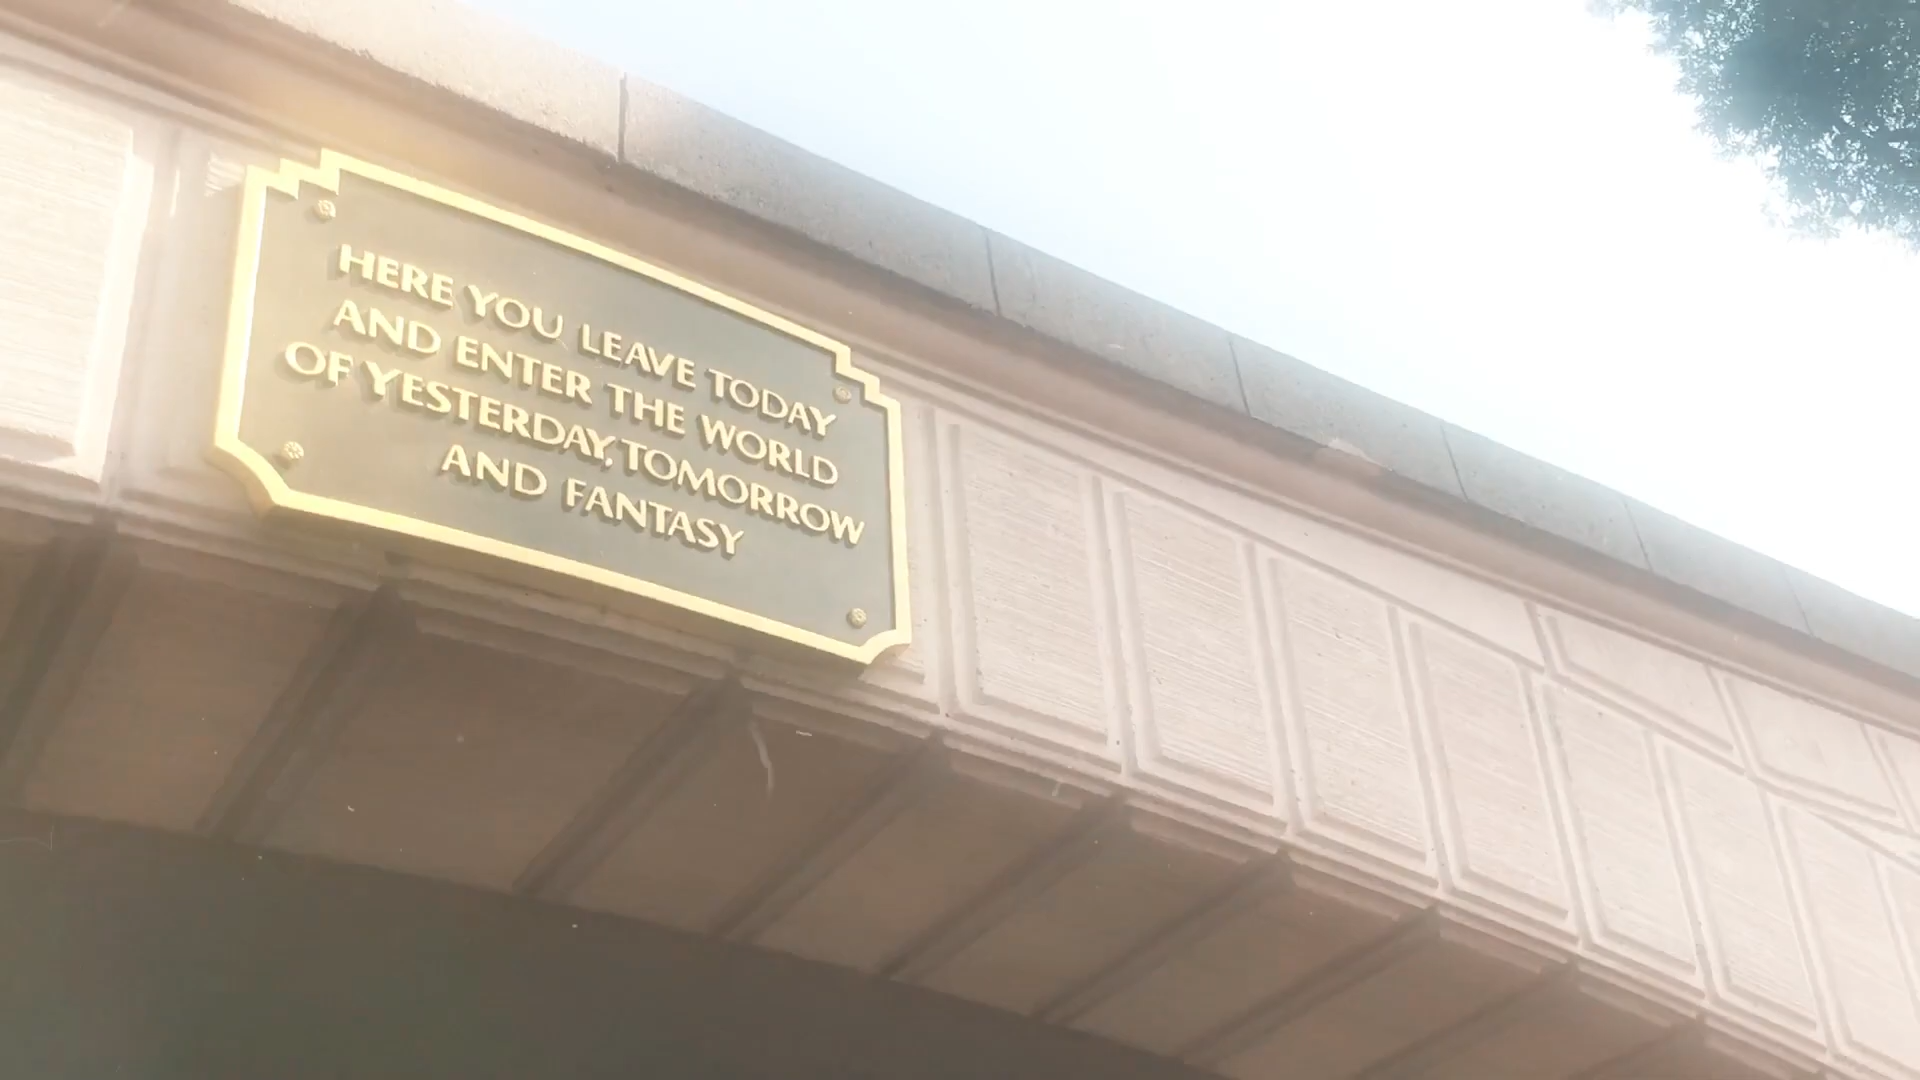 HERE YOU LEAVE TODAY
AND ENTER THE WORLD
OF YESTERDAY, TOMORROW
AND FANTASY